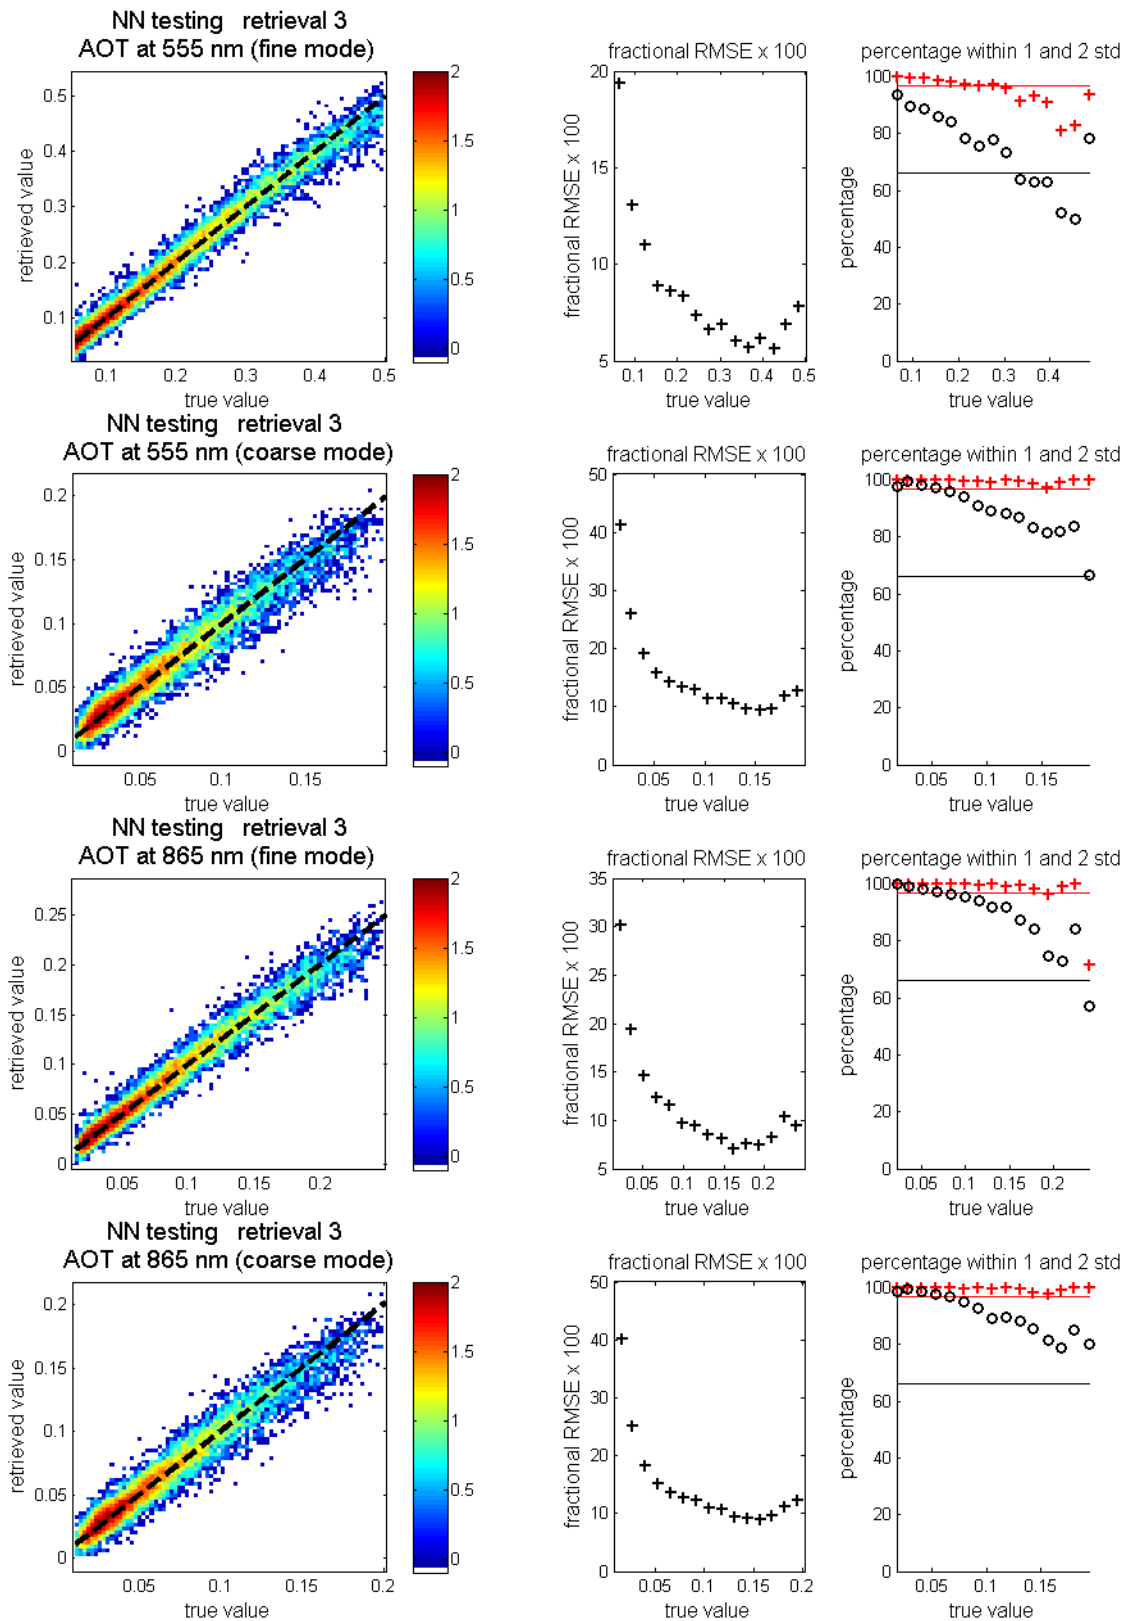 NN testing retrieval 3
AOT at 555 nm (fine mode)
retrieved value
0.5
0.4
0.3
0.2
0.1
0.1 0.2 0.3 0.4 0.5
true value
2
1.5
1
0.5
0
fractional RMSE x 100
fractional RMSE x 100
20
15
10
5
0.1 0.2 0.3 0.4 0.5
true value
percentage within 1 and 2 std
percentage
100
80
60
40
20
0
0.1 0.2 0.3 0.4
true value
NN testing retrieval 3
AOT at 555 nm (coarse mode)
retrieved value
0.2
0.15
0.1
0.05
0
0.05 0.1 0.15
true value
2
1.5
1
0.5
0
fractional RMSE x 100
fractional RMSE x 100
50
40
30
20
10
0
0.05 0.1 0.15 0.2
true value
percentage within 1 and 2 std
percentage
100
80
60
40
20
0
0.05 0.1 0.15
true value
NN testing retrieval 3
AOT at 865 nm (fine mode)
retrieved value
0.25
0.2
0.15
0.1
0.05
0
0.05 0.1 0.15 0.2
true value
2
1.5
1
0.5
0
fractional RMSE x 100
fractional RMSE x 100
35
30
25
20
15
10
5
0.05 0.1 0.15 0.2
true value
percentage within 1 and 2 std
percentage
100
80
60
40
20
0
0.05 0.1 0.15 0.2
true value
NN testing retrieval 3
AOT at 865 nm (coarse mode)
retrieved value
0.2
0.15
0.1
0.05
0
0.05 0.1 0.15 0.2
true value
2
1.5
1
0.5
0
fractional RMSE x 100
fractional RMSE x 100
50
40
30
20
10
0
0.05 0.1 0.15 0.2
true value
percentage within 1 and 2 std
percentage
100
80
60
40
20
0
0.05 0.1 0.15
true value